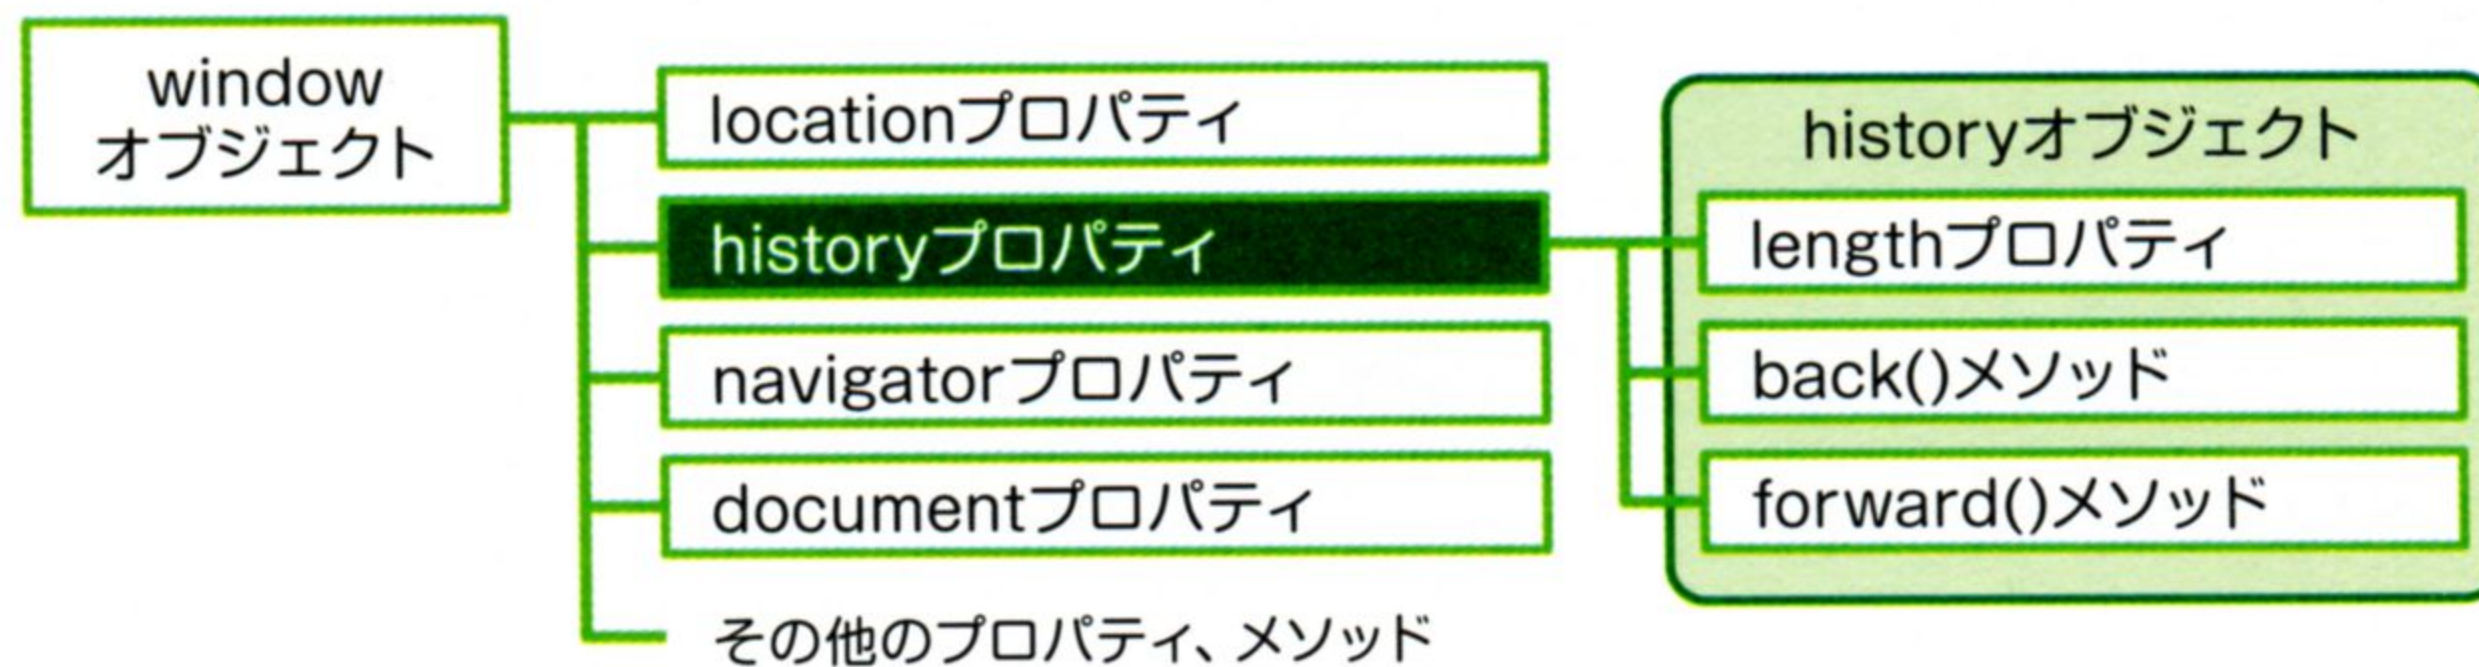 window
オブジェクト
locationプロパティ
historyプロパティ
navigatorプロパティ
documentプロパティ
その他のプロパティ、メソッド
historyオブジェクト
lengthプロパティ
back()メソッド
forward()メソッド